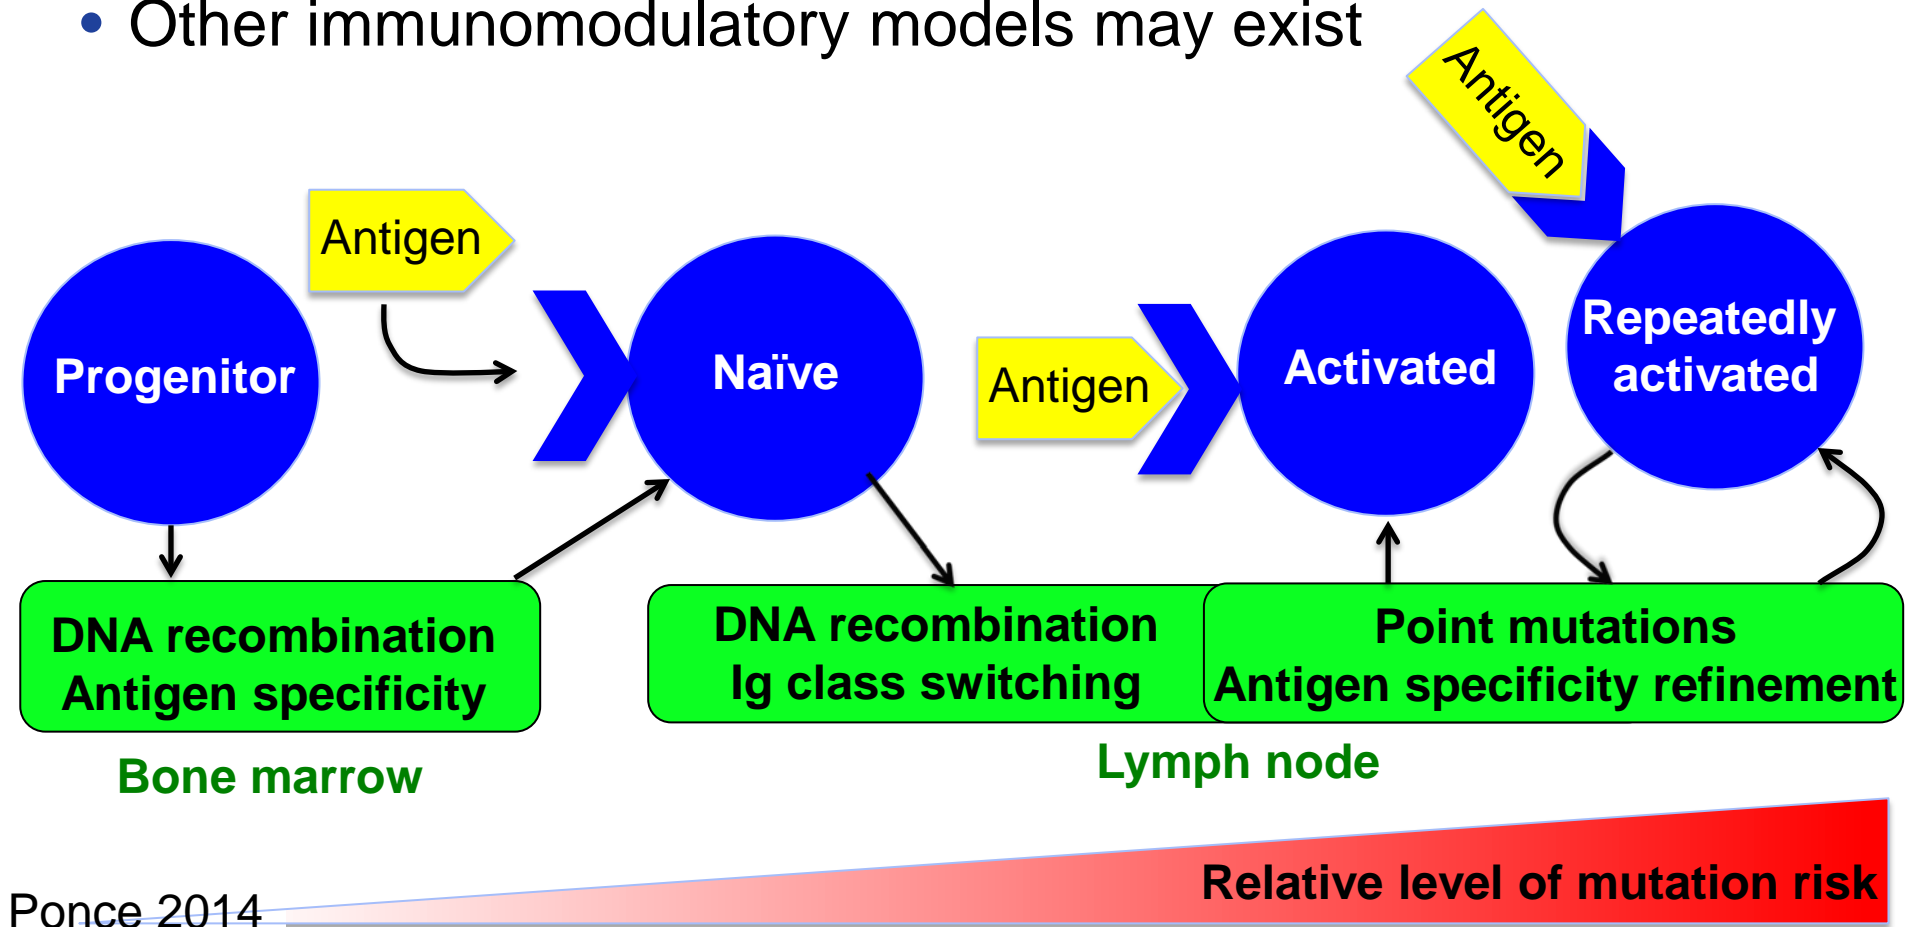 • Other immunomodulatory models may exist
Antigen
Antigen
Progenitor
Naïve
Antigen
Activated
Repeatedly
activated
DNA recombination
Antigen specificity
DNA recombination
Ig class switching
Point mutations
Antigen specificity refinement
Bone marrow
Lymph node
Relative level of mutation risk
Ponce 2014